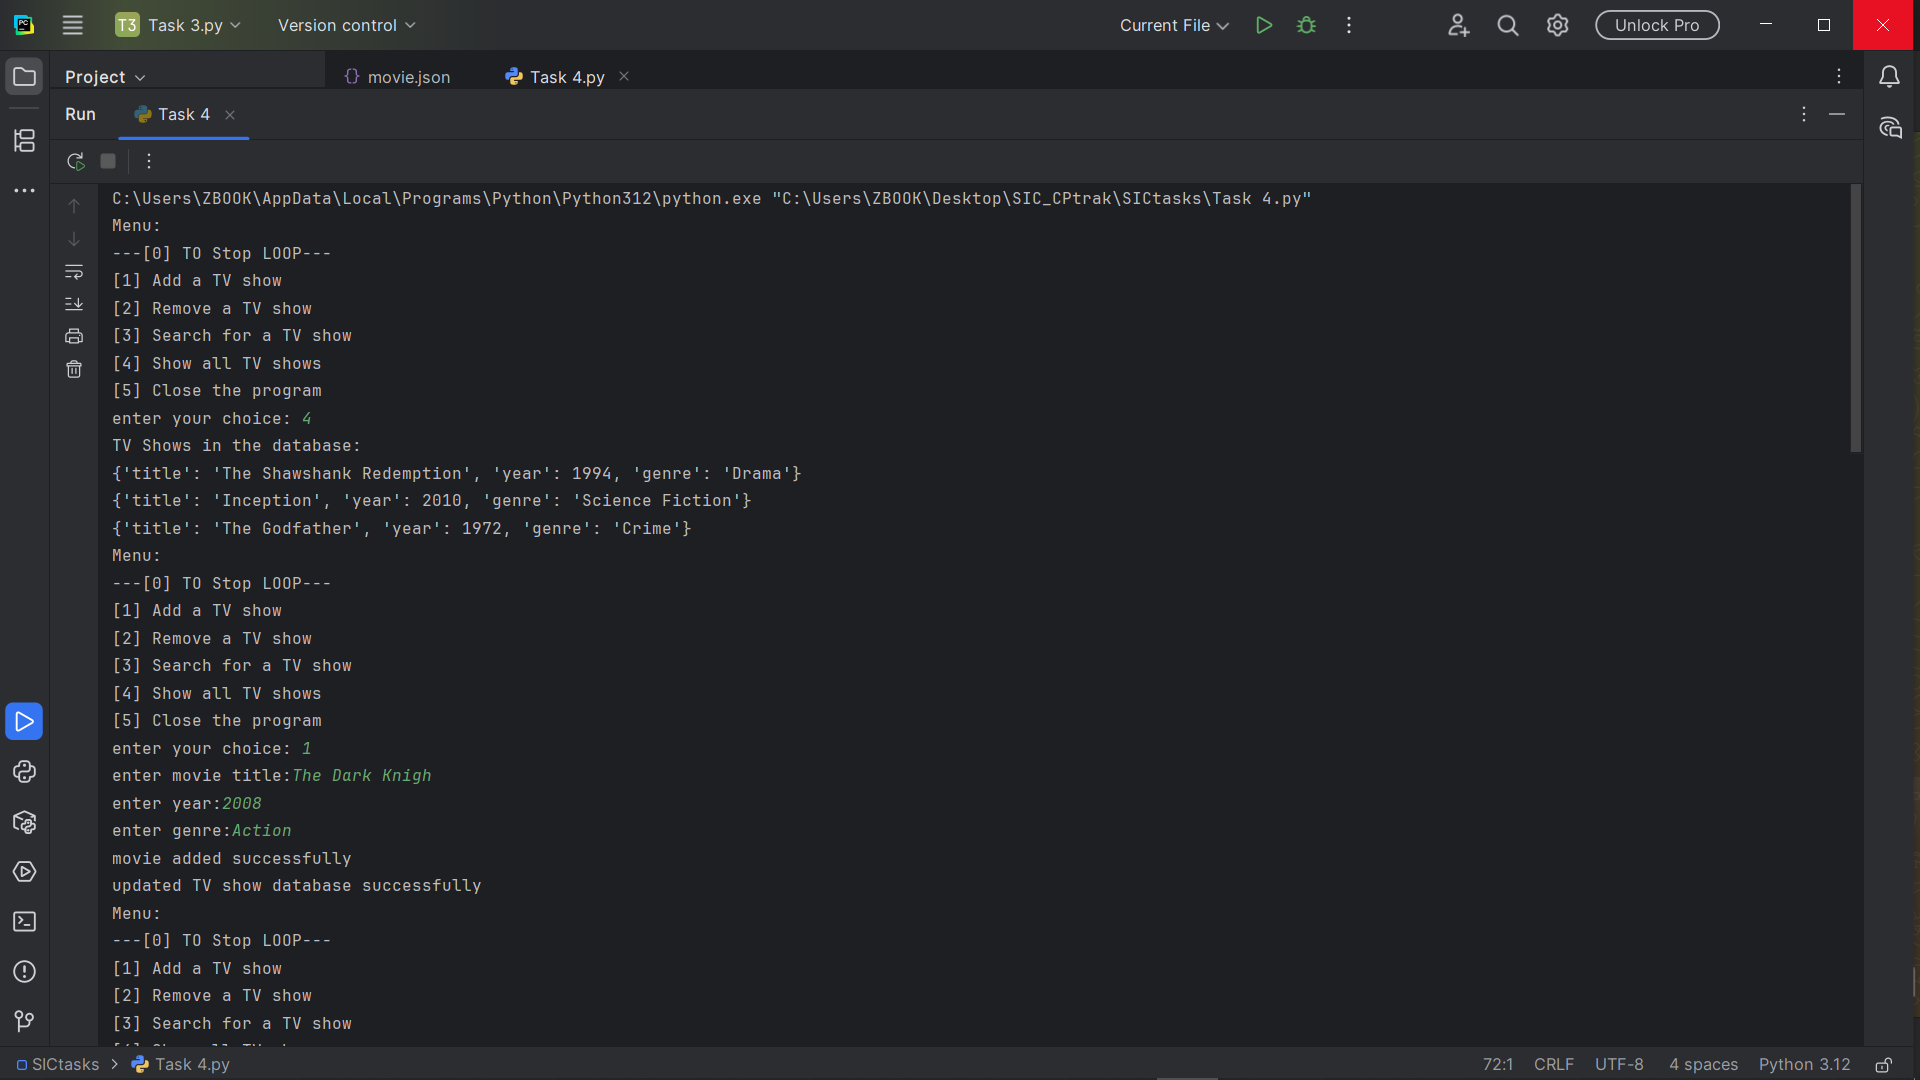 T3 Task 3.py Version control Current File Unlock Pro
Project movie.json Task 4.py
Run Task 4
C:\Users\ZBOOK\AppData\Local\Programs\Python\Python312\python.exe "C:\Users\ZBOOK\Desktop\SIC_CPtrak\SICtasks\Task 4.py"
Menu:
---[0] TO Stop LOOP---
[1] Add a TV show
[2] Remove a TV show
[3] Search for a TV show
[4] Show all TV shows
[5] Close the program
enter your choice: 4
TV Shows in the database:
{'title': 'The Shawshank Redemption', 'year': 1994, 'genre': 'Drama'}
{'title': 'Inception', 'year': 2010, 'genre': 'Science Fiction'}
{'title': 'The Godfather', 'year': 1972, 'genre': 'Crime'}
Menu:
---[0] TO Stop LOOP---
[1] Add a TV show
[2] Remove a TV show
[3] Search for a TV show
[4] Show all TV shows
[5] Close the program
enter your choice: 1
enter movie title:The Dark Knigh
enter year:2008
enter genre:Action
movie added successfully
updated TV show database successfully
Menu:
---[0] TO Stop LOOP---
[1] Add a TV show
[2] Remove a TV show
[3] Search for a TV show
SICtasks > Task 4.py 72:1 CRLF UTF-8 4 spaces Python 3.12